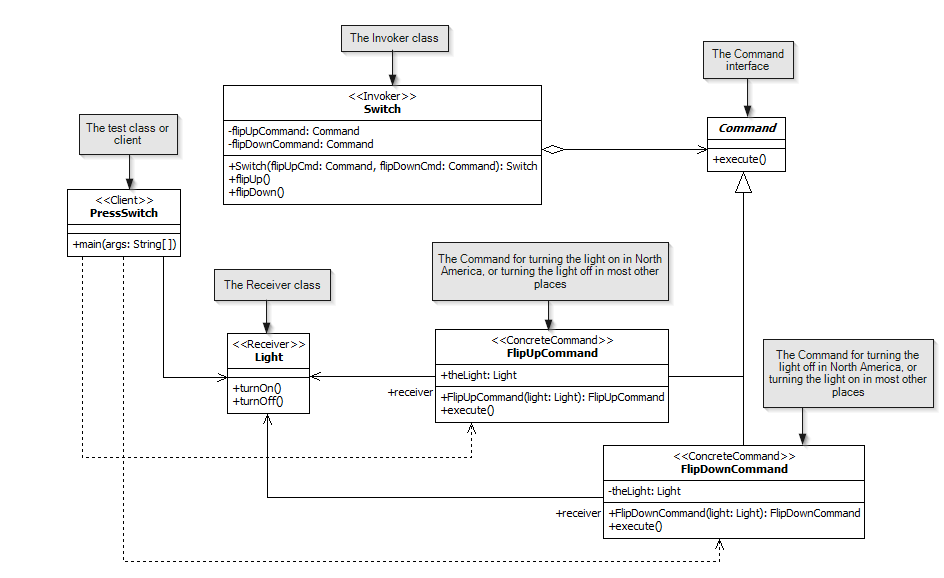 The Invoker class
The Command
interface
<<Invoker>>
Switch
-flipUpCommand: Command
-flipDownCommand: Command
+Switch(flipUpCmd: Command, flipDownCmd: Command): Switch
+flipUp()
+flipDown()
Command
+execute()
The test class or
client
<<Client>>
PressSwitch
+main(args: String[ ])
The Receiver class
<<Receiver>>
Light
+turnOn()
+turnOff()
The Command for turning the light on in North
America, or turning the light off in most other
places
<<ConcreteCommand>>
FlipUpCommand
+theLight: Light
+FlipUpCommand(light: Light): FlipUpCommand
+execute()
+receiver
The Command for turning the
light off in North America, or
turning the light on in most other
places
<<ConcreteCommand>>
FlipDownCommand
-theLight: Light
+FlipDownCommand(light: Light): FlipDownCommand
+execute()
+receiver